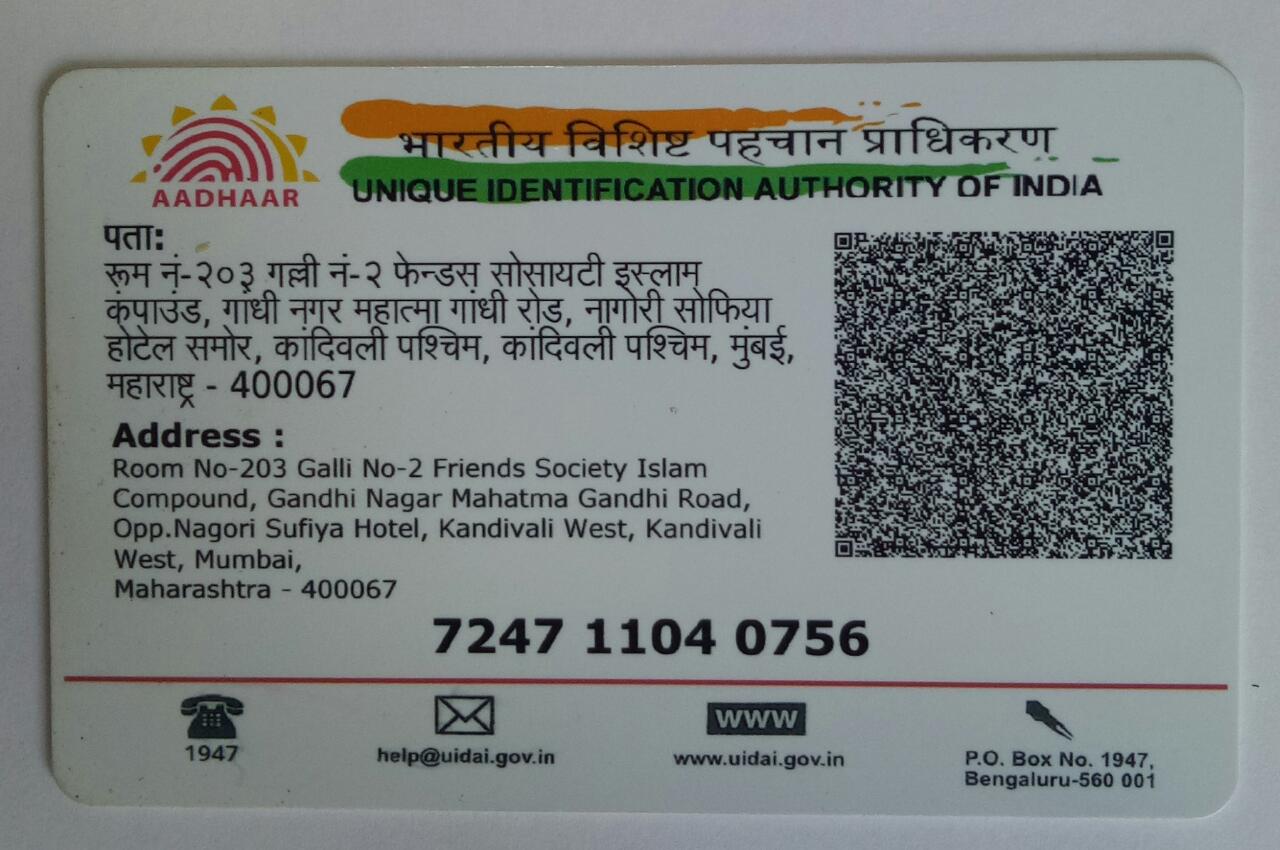 भारतीय विशिष्ट पहचान प्राधिकरण
AADHAAR
UNIQUE IDENTIFICATION AUTHORITY OF INDIA
पता:
रूम नं-२०३ गल्ली नं-२ फेन्डस सोसायटी इस्लाम
कंपाउंड, गांधी नगर महात्मा गांधी रोड, नागोरी सोफिया
होटेल समोर, कांदिवली पश्चिम, कांदिवली पश्चिम, मुंबई,
महाराष्ट्र - 400067
Address :
Room No-203 Galli No-2 Friends Society Islam
Compound, Gandhi Nagar Mahatma Gandhi Road,
Opp.Nagori Sufiya Hotel, Kandivali West, Kandivali
West, Mumbai,
Maharashtra - 400067
7247 1104 0756
1947
help@uidai.gov.in
www
www.uidai.gov.in
P.O. Box No. 1947,
Bengaluru-560 001